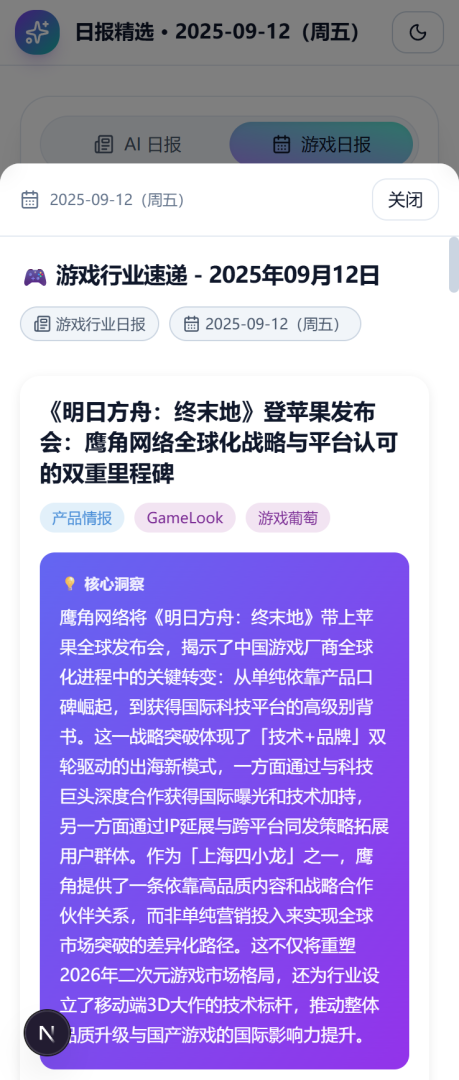 日报精选 • 2025-09-12（周五）
AI 日报
游戏日报
2025-09-12（周五）
关闭
🎮 游戏行业速递 - 2025年09月12日
游戏行业日报
2025-09-12（周五）
《明日方舟：终末地》登苹果发布
会：鹰角网络全球化战略与平台认可
的双重里程碑
产品情报
GameLook
游戏葡萄
💡 核心洞察
鹰角网络将《明日方舟：终末地》带上苹
果全球发布会，揭示了中国游戏厂商全球
化进程中的关键转变：从单纯依靠产品口
碑崛起，到获得国际科技平台的高级别背
书。这一战略突破体现了「技术+品牌」双
轮驱动的出海新模式，一方面通过与科技
巨头深度合作获得国际曝光和技术加持，
另一方面通过IP延展与跨平台同发策略拓展
用户群体。作为「上海四小龙」之一，鹰
角提供了一条依靠高品质内容和战略合作
伙伴关系，而非单纯营销投入来实现全球
市场突破的差异化路径。这不仅将重塑
2026年二次元游戏市场格局，还为行业设
立了移动端3D大作的技术标杆，推动整体
品质升级与国产游戏的国际影响力提升。
N